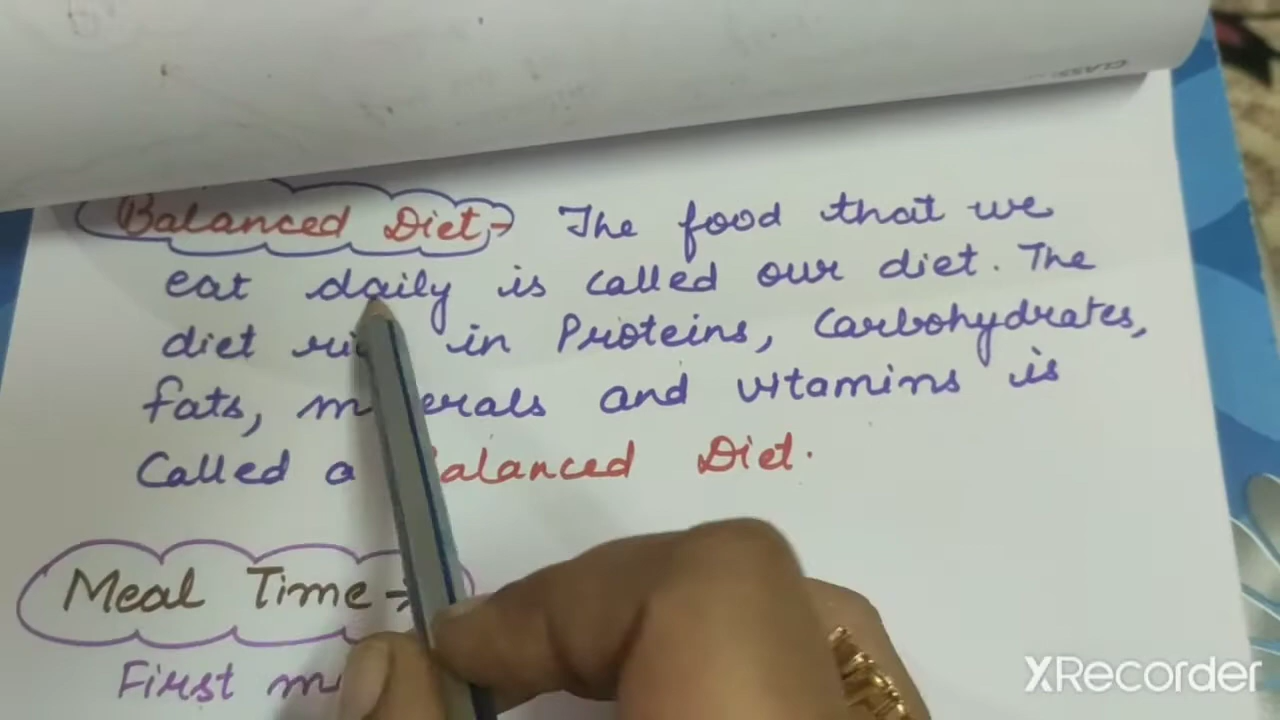 Balanced Diet- The food that we
eat daily is called our diet. The
diet in Proteins, Carbohydrates,
fats, and vitamins is
Called a Diet.
Meal Time →
First
XRecorder